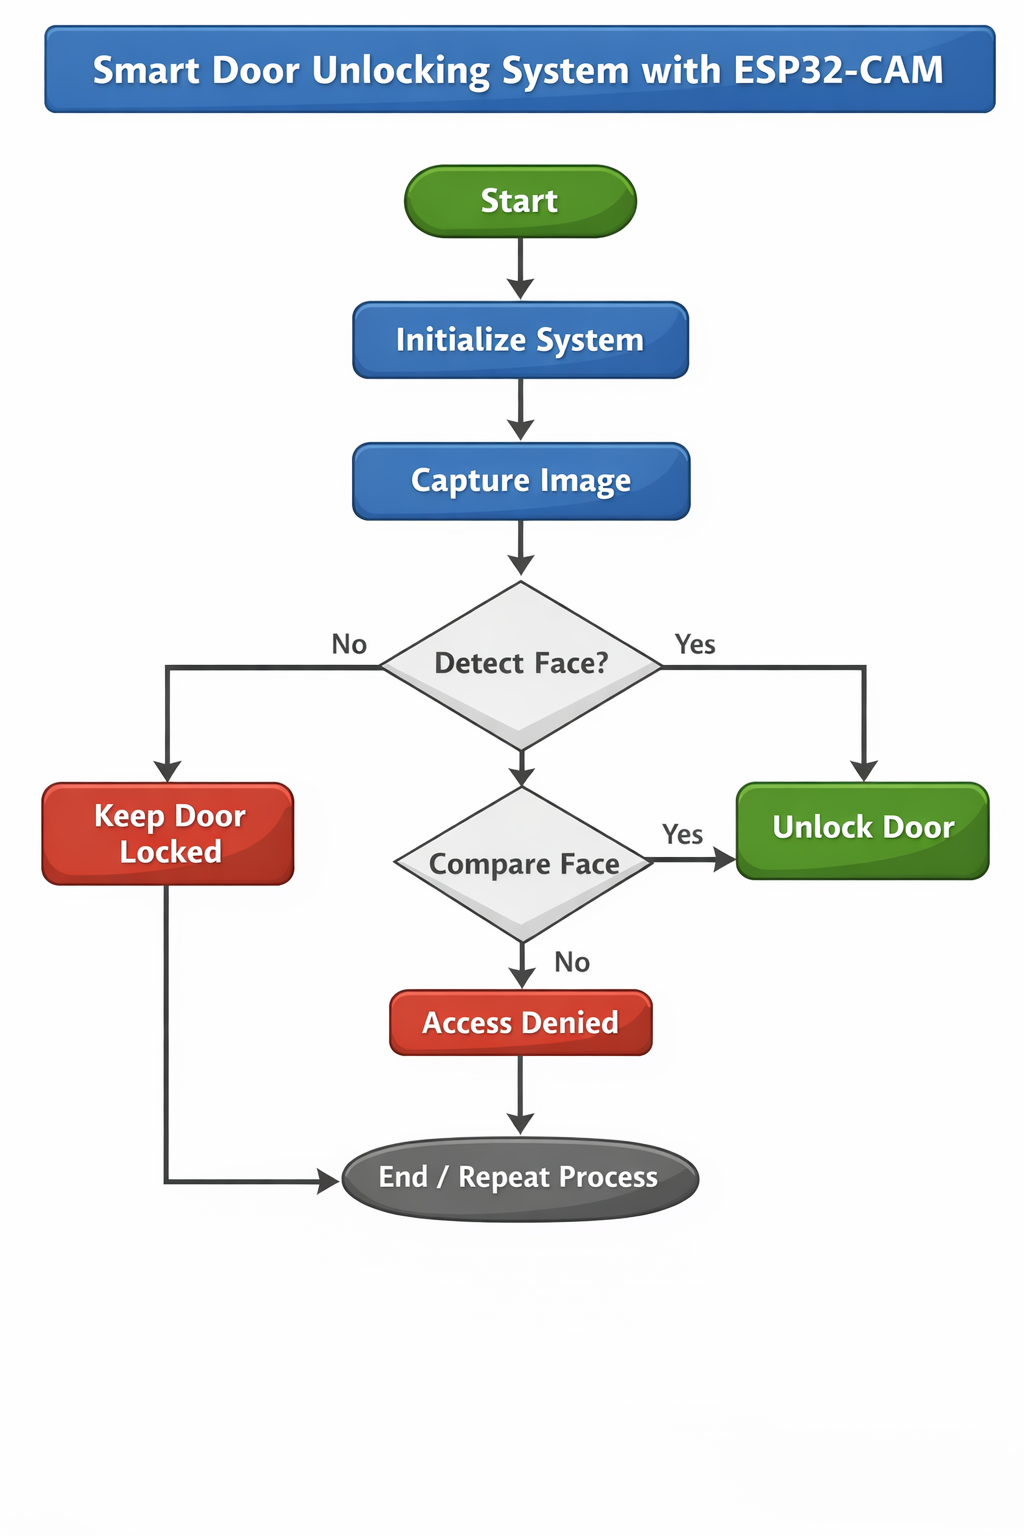 Smart Door Unlocking System with ESP32-CAM
Start
Initialize System
Capture Image
No
Yes
Detect Face?
Keep Door
Locked
Compare Face
Yes
Unlock Door
No
Access Denied
End / Repeat Process